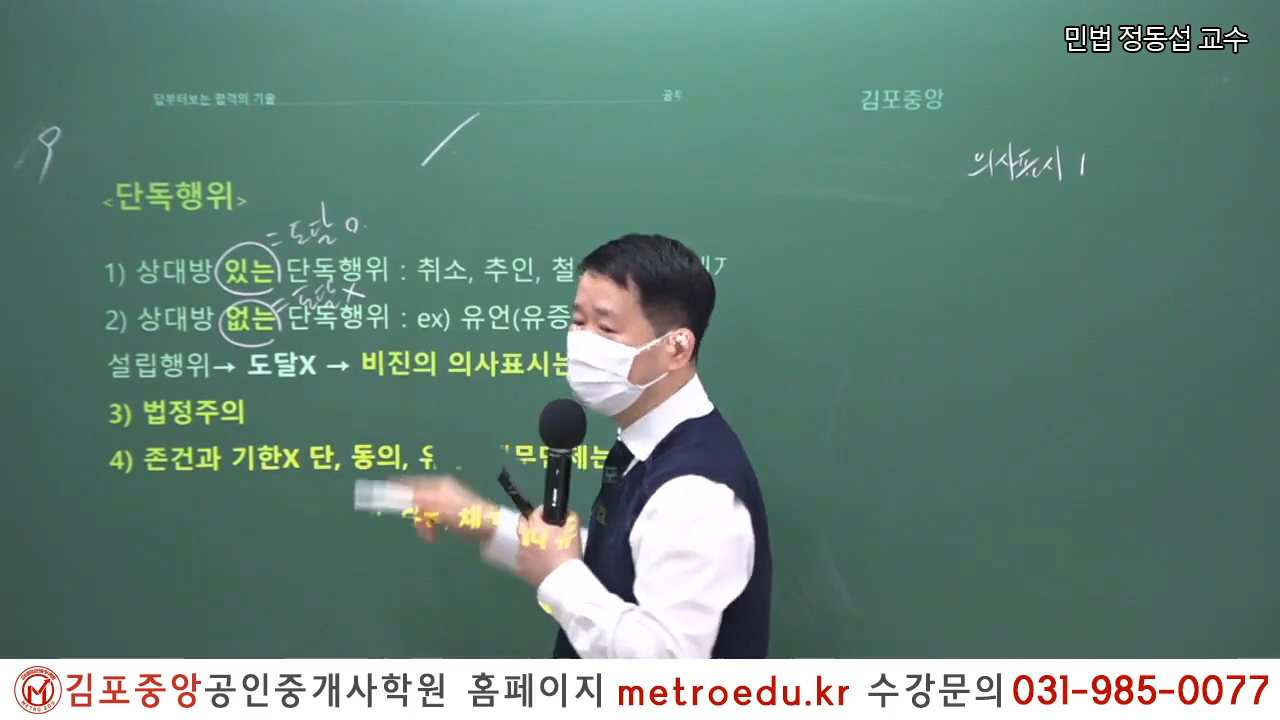 민법 정동섭 교수
답부터보는 합격의 기술
김포중앙
의사표시 1
<단독행위>
= 도달 O.
1) 상대방 있는 단독행위 : 취소, 추인,
= 도달 X
2) 상대방 없는 단독행위 : ex) 유언(유증
설립행위→ 도달X → 비진의 의사표시는
3) 법정주의
4) 존건과 기한X 단, 동의,
METRO EDU
김포중앙공인중개사학원 홈페이지 metroedu.kr 수강문의 031-985-0077